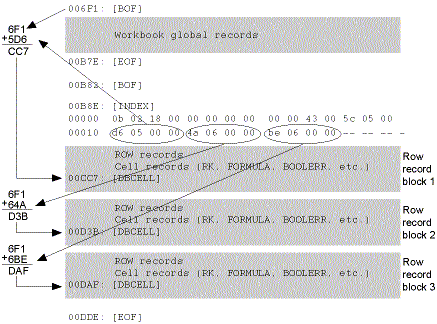 006F1: [BOF]
6F1
+5D6
CC7
Workbook global records
00B7E: [EOF]
00B82: [BOF]
00B8E: [INDEX]
00000 0b 02 18 00 00 00 00 00 00 00 43 00 5c 05 00
00010 d6 05 00 00 4a 06 00 00 be 06 00 00 -- -- -- --
ROW records
Cell records (RK, FORMULA, BOOLERR, etc.)
00CC7: [DBCELL]
Row
record
block 1
6F1
+64A
D3B
ROW records
Cell records (RK, FORMULA, BOOLERR, etc.)
00D3B: [DBCELL]
Row
record
block 2
6F1
+6BE
DAF
ROW records
Cell records (RK, FORMULA, BOOLERR, etc.)
00DAF: [DBCELL]
Row
record
block 3
00DDE: [EOF]